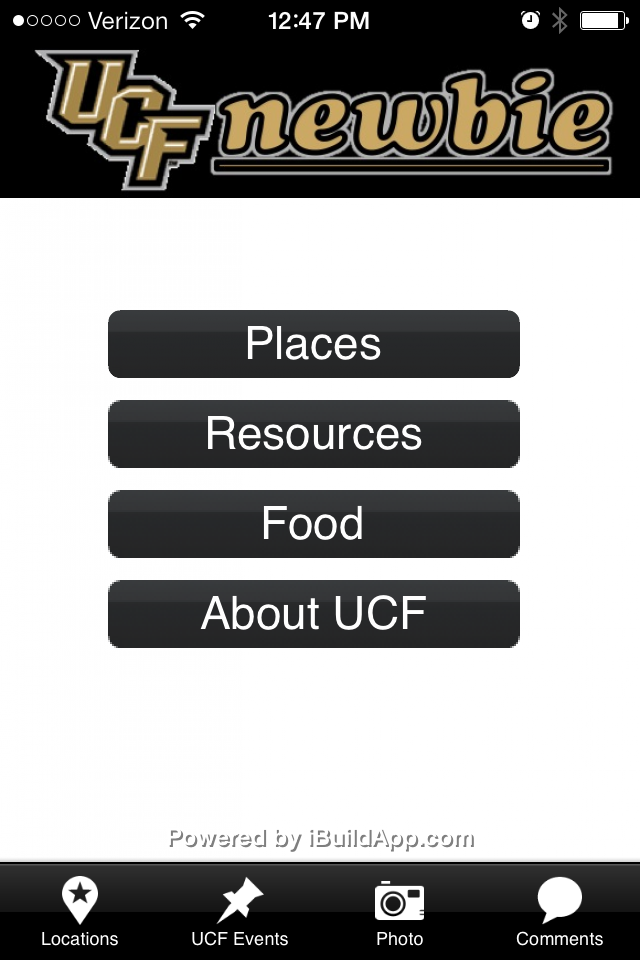 Verizon 12:47 PM
UCF newbie
Places
Resources
Food
About UCF
Powered by iBuildApp.com
Locations UCF Events Photo Comments